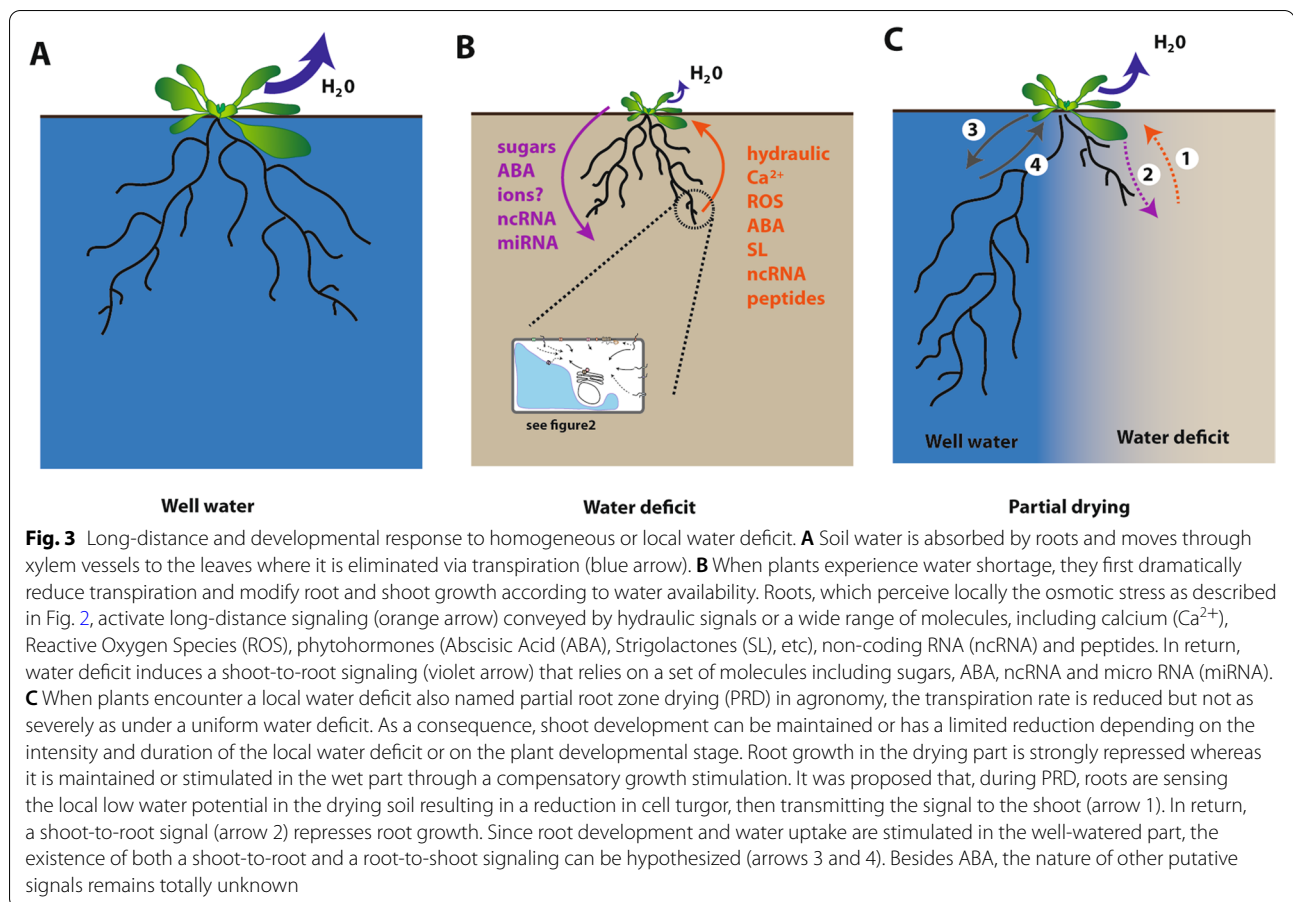 A
H₂0
B
H₂0
C
H₂0
sugars
ABA
ions?
ncRNA
miRNA
hydraulic
Ca²⁺
ROS
ABA
SL
ncRNA
peptides
see figure2
3
4
2
1
Well water
Water deficit
Well water
Water deficit
Partial drying
Fig. 3 Long-distance and developmental response to homogeneous or local water deficit. A Soil water is absorbed by roots and moves through
xylem vessels to the leaves where it is eliminated via transpiration (blue arrow). B When plants experience water shortage, they first dramatically
reduce transpiration and modify root and shoot growth according to water availability. Roots, which perceive locally the osmotic stress as described
in Fig. 2, activate long-distance signaling (orange arrow) conveyed by hydraulic signals or a wide range of molecules, including calcium (Ca²⁺),
Reactive Oxygen Species (ROS), phytohormones (Abscisic Acid (ABA), Strigolactones (SL), etc), non-coding RNA (ncRNA) and peptides. In return,
water deficit induces a shoot-to-root signaling (violet arrow) that relies on a set of molecules including sugars, ABA, ncRNA and micro RNA (miRNA).
C When plants encounter a local water deficit also named partial root zone drying (PRD) in agronomy, the transpiration rate is reduced but not as
severely as under a uniform water deficit. As a consequence, shoot development can be maintained or has a limited reduction depending on the
intensity and duration of the local water deficit or on the plant developmental stage. Root growth in the drying part is strongly repressed whereas
it is maintained or stimulated in the wet part through a compensatory growth stimulation. It was proposed that, during PRD, roots are sensing
the local low water potential in the drying soil resulting in a reduction in cell turgor, then transmitting the signal to the shoot (arrow 1). In return,
a shoot-to-root signal (arrow 2) represses root growth. Since root development and water uptake are stimulated in the well-watered part, the
existence of both a shoot-to-root and a root-to-shoot signaling can be hypothesized (arrows 3 and 4). Besides ABA, the nature of other putative
signals remains totally unknown